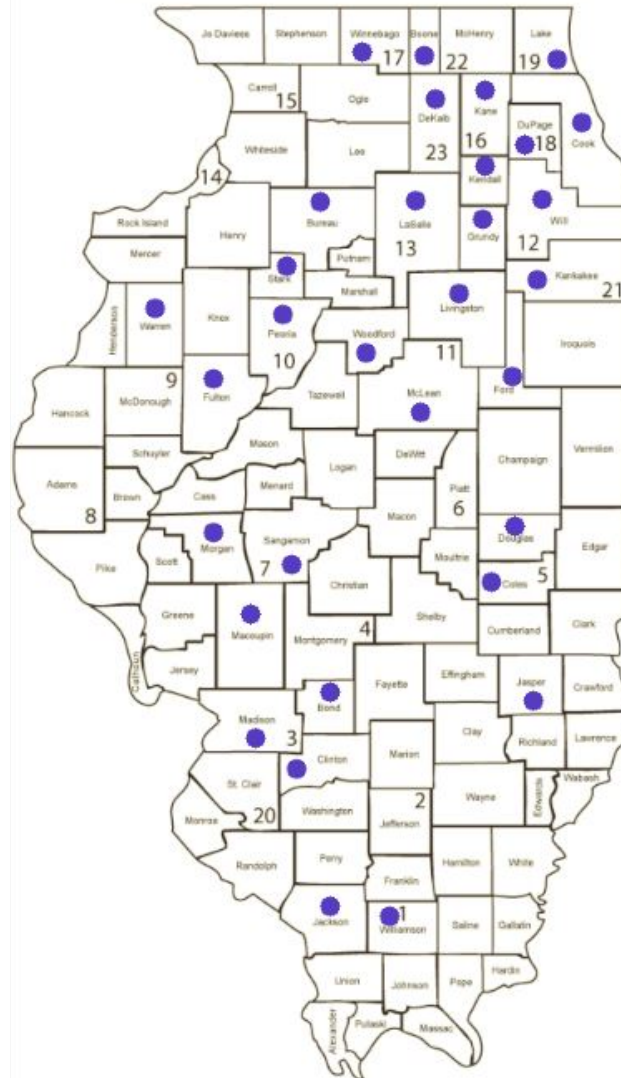 Jo Daviess
Stephenson
Winnebago
17
Boone
McHenry
22
Lake
19
Carroll
15
Ogle
DeKalb
23
Kane
16
DuPage
18
Cook
Whiteside
Lee
Kendall
14
Rock Island
Henry
Bureau
LaSalle
13
Grundy
Will
12
Mercer
Putnam
Stark
Marshall
Kankakee
21
Henderson
Warren
Knox
Peoria
10
Woodford
Livingston
11
Iroquois
Ford
Hancock
McDonough
9
Fulton
Tazewell
McLean
Schuyler
Mason
Logan
DeWitt
Champaign
Vermilion
Adams
8
Brown
Cass
Menard
Macon
Piatt
6
Pike
Scott
Morgan
Sangamon
7
Christian
Moultrie
Douglas
Edgar
Coles
5
Greene
Macoupin
Montgomery
4
Shelby
Cumberland
Clark
Calhoun
Jersey
Fayette
Effingham
Jasper
Crawford
Madison
3
Bond
Clay
Richland
Lawrence
Clinton
Marion
St. Clair
20
Washington
2
Jefferson
Wayne
Edwards
Wabash
Monroe
Randolph
Perry
Hamilton
White
Franklin
Jackson
1
Williamson
Saline
Gallatin
Union
Johnson
Pope
Hardin
Alexander
Pulaski
Massac